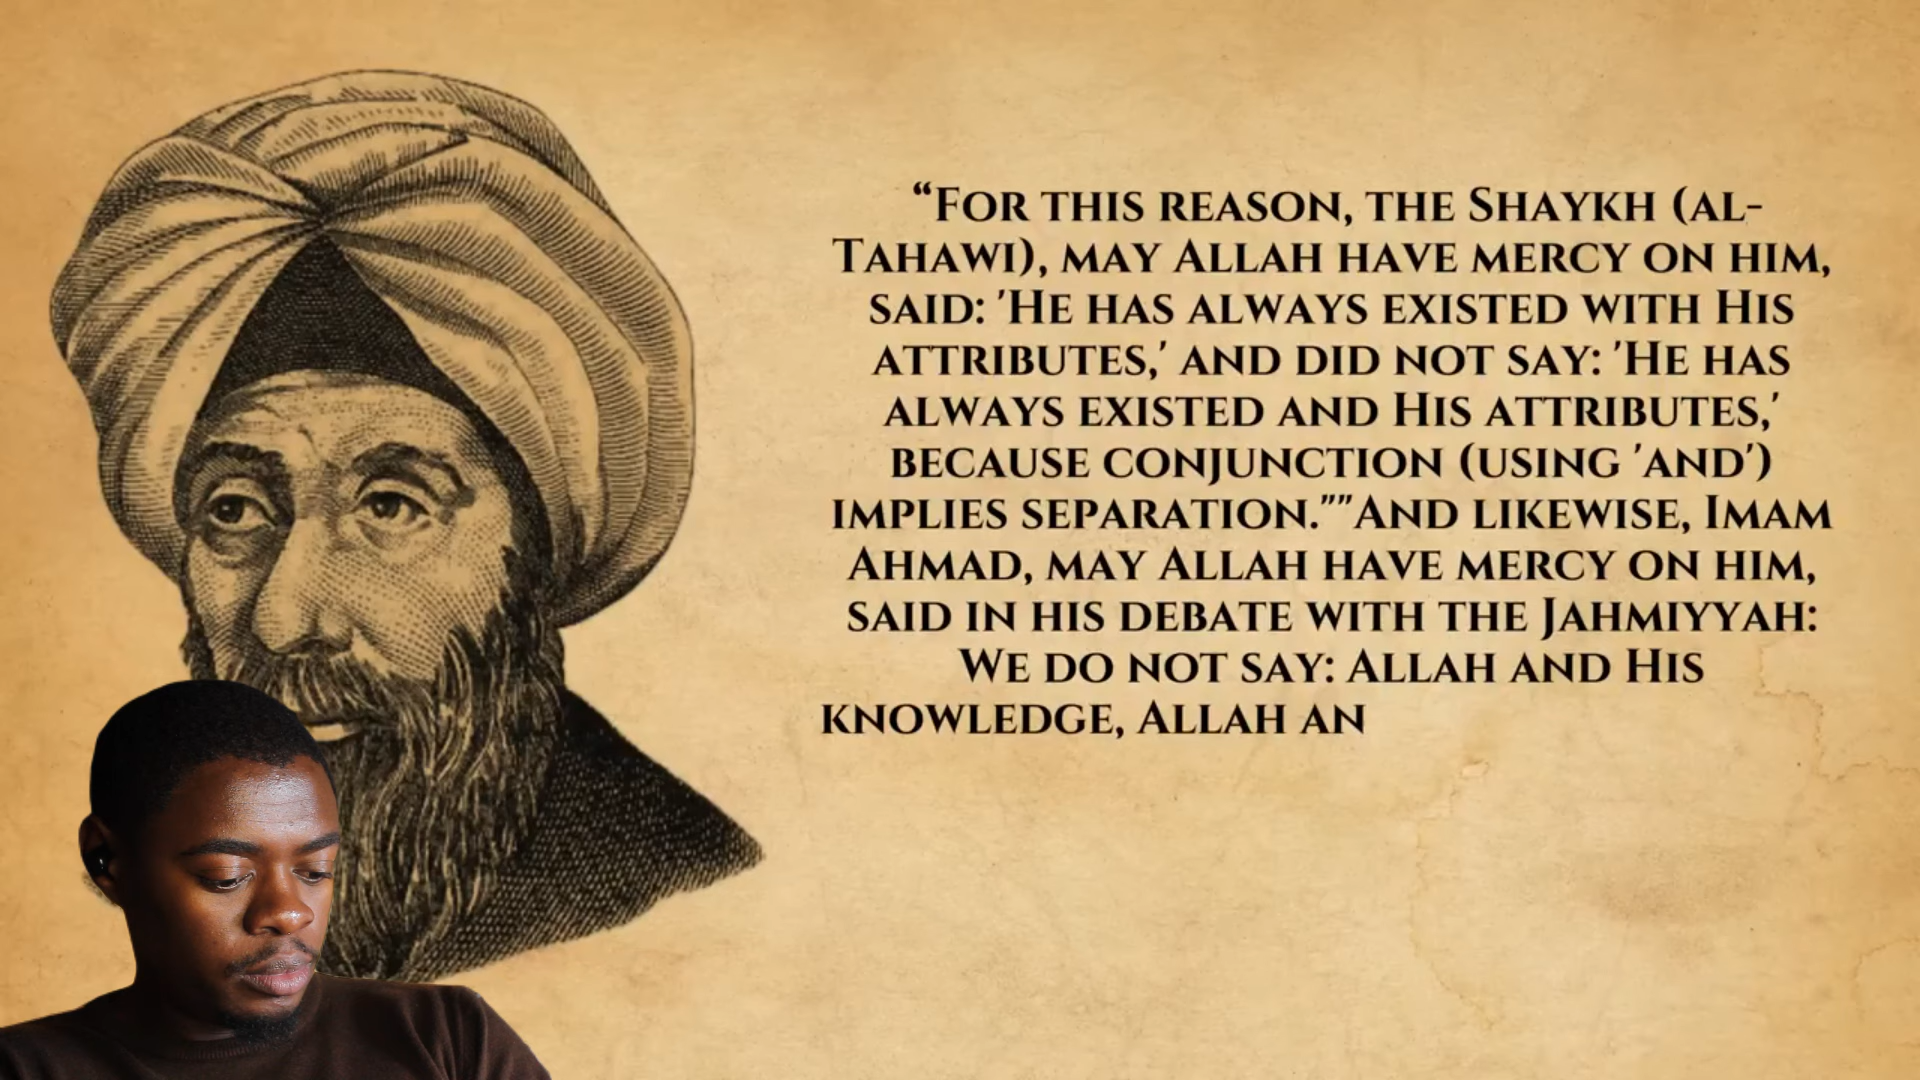 “For this reason, the Shaykh (al-
Tahawi), may Allah have mercy on him,
said: 'He has always existed with His
attributes,' and did not say: 'He has
always existed and His attributes,'
because conjunction (using 'and')
implies separation.""And likewise, Imam
Ahmad, may Allah have mercy on him,
said in his debate with the Jahmiyyah:
We do not say: Allah and His
knowledge, Allah an